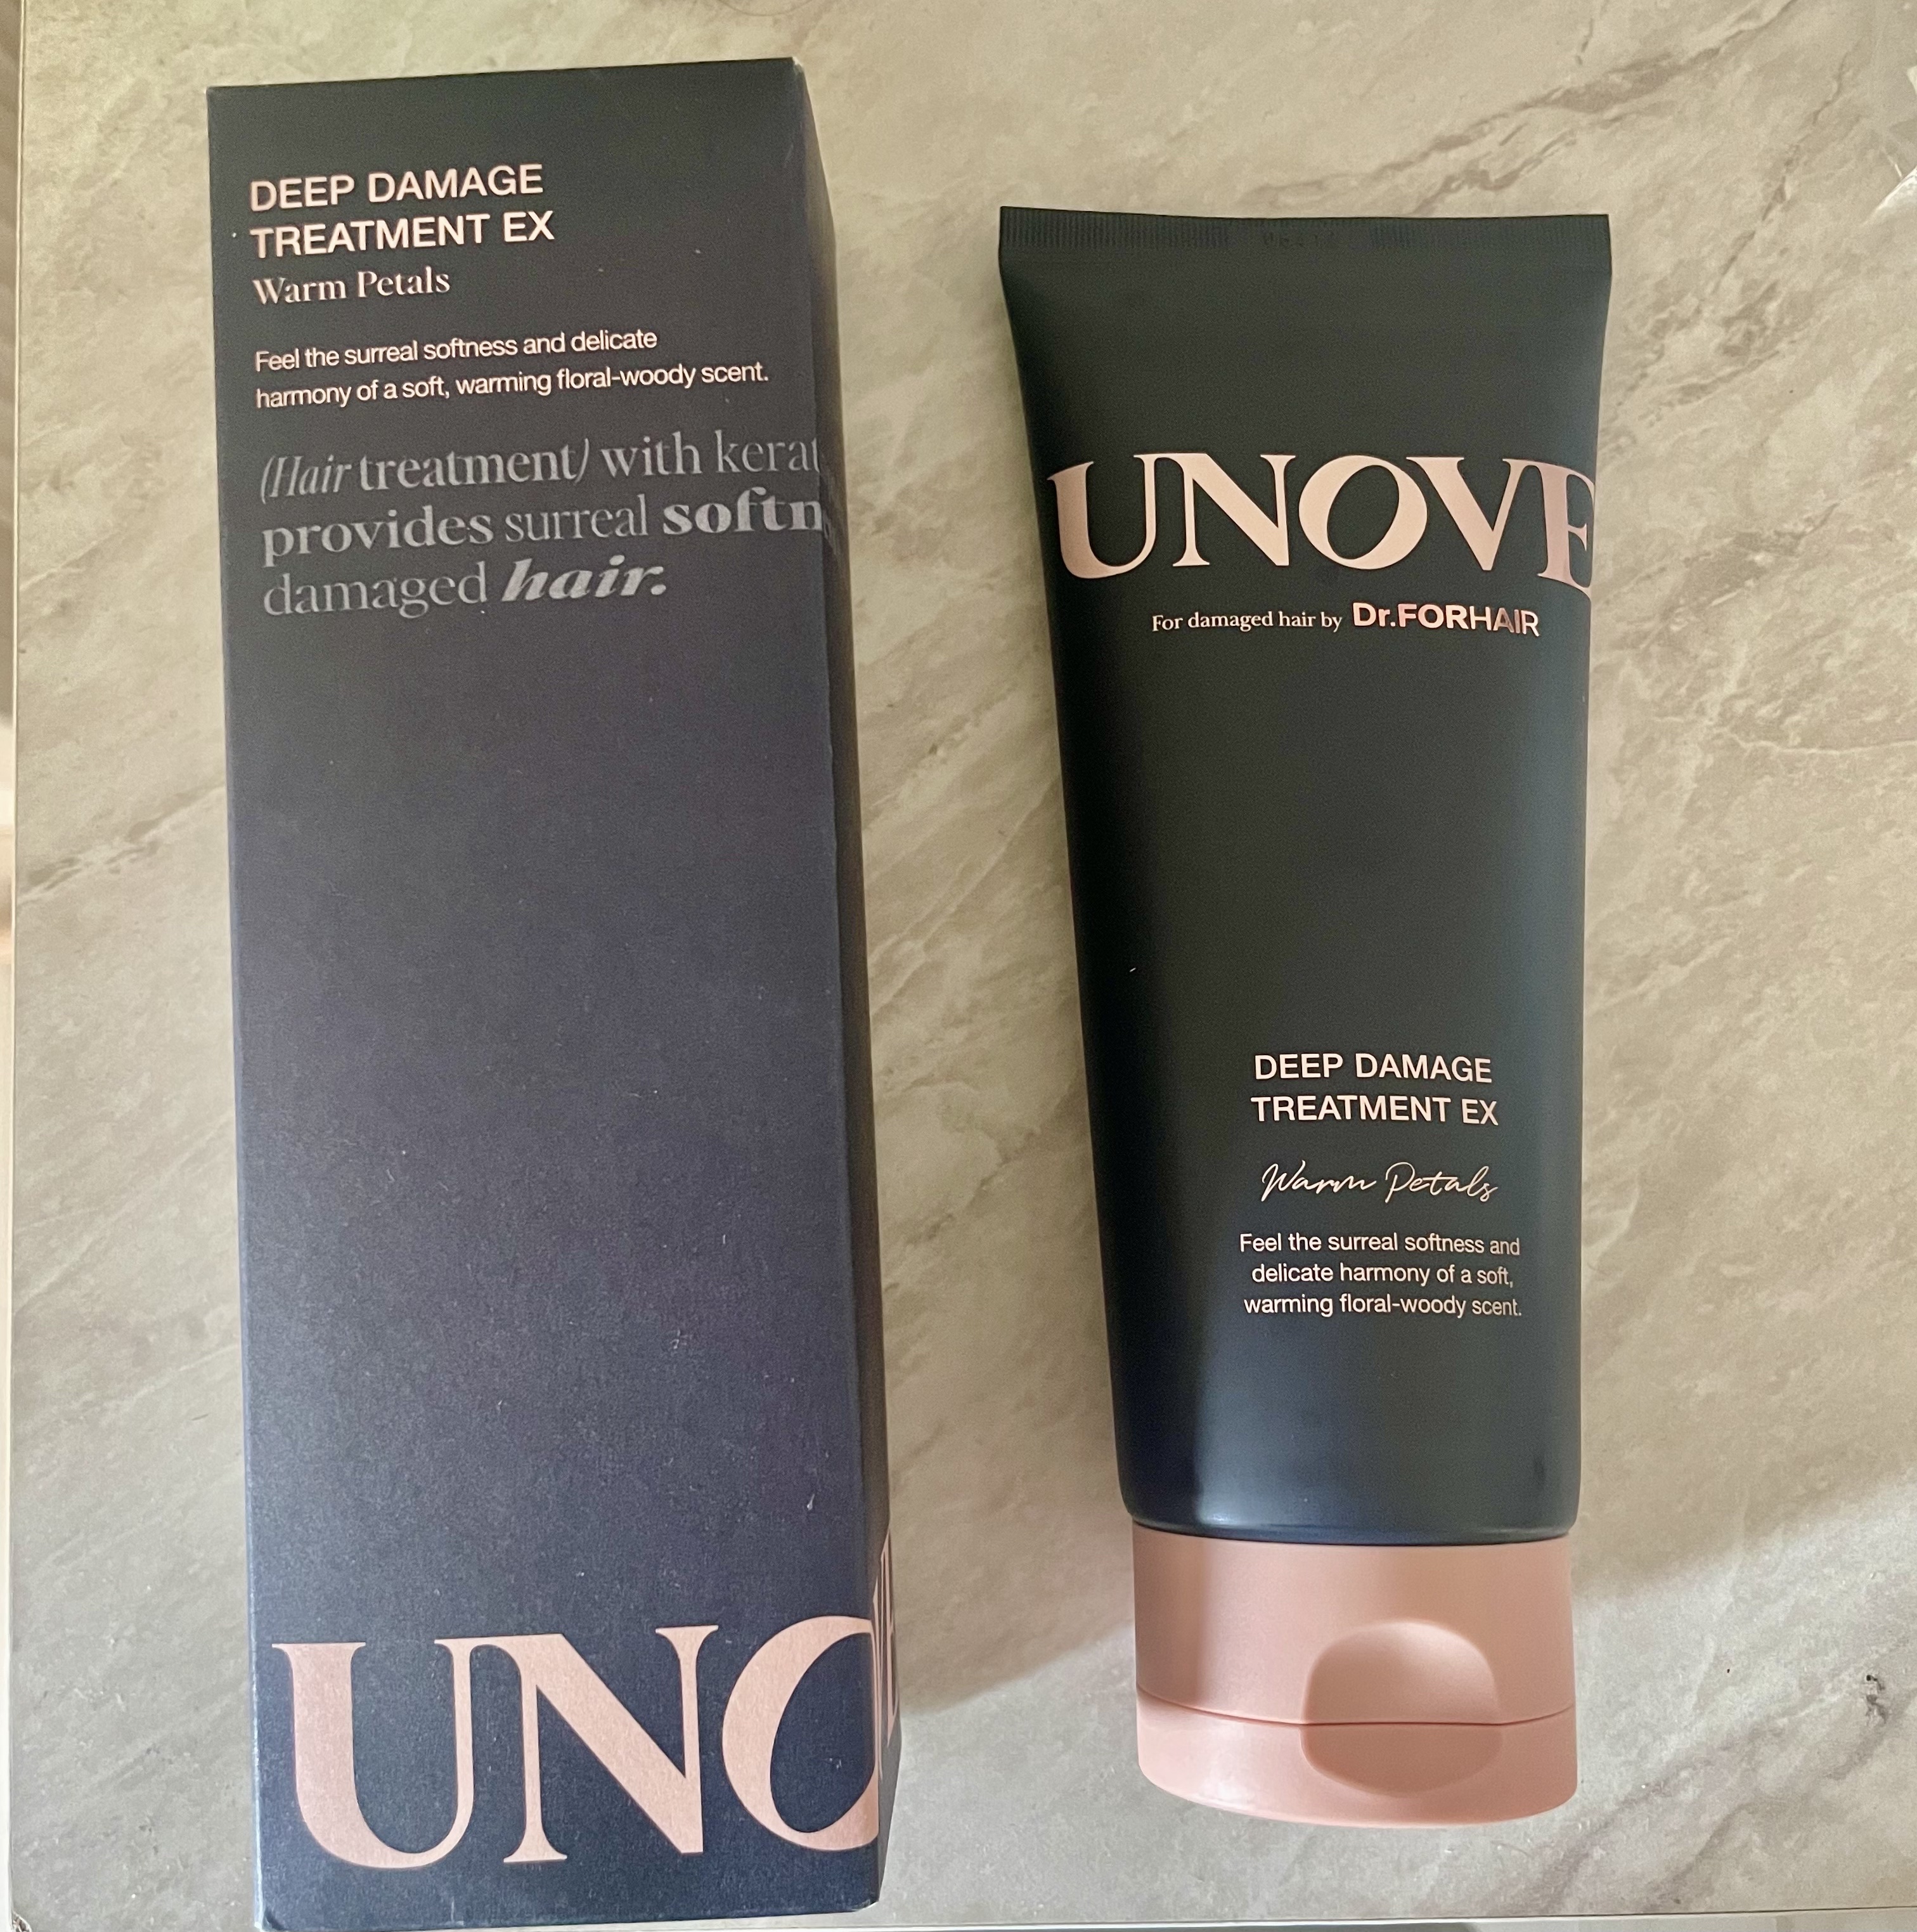 DEEP DAMAGE
TREATMENT EX
Warm Petals
Feel the surreal softness and delicate
harmony of a soft, warming floral-woody scent.
(Hair treatment) with kerat
provides surreal softn
damaged hair.
UNO
VE
UNOVE
For damaged hair by Dr.FORHAIR
DEEP DAMAGE
TREATMENT EX
Warm Petals
Feel the surreal softness and
delicate harmony of a soft,
warming floral-woody scent.